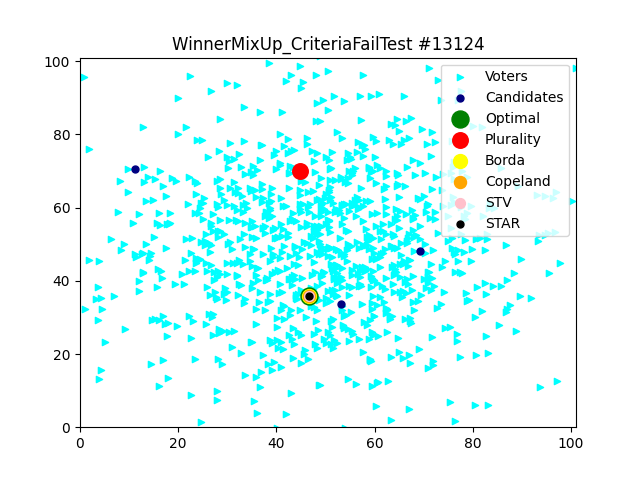 WinnerMixUp_CriteriaFailTest #13124
100
80
60
40
20
0
0
20
40
60
80
100
Voters
Candidates
Optimal
Plurality
Borda
Copeland
STV
STAR